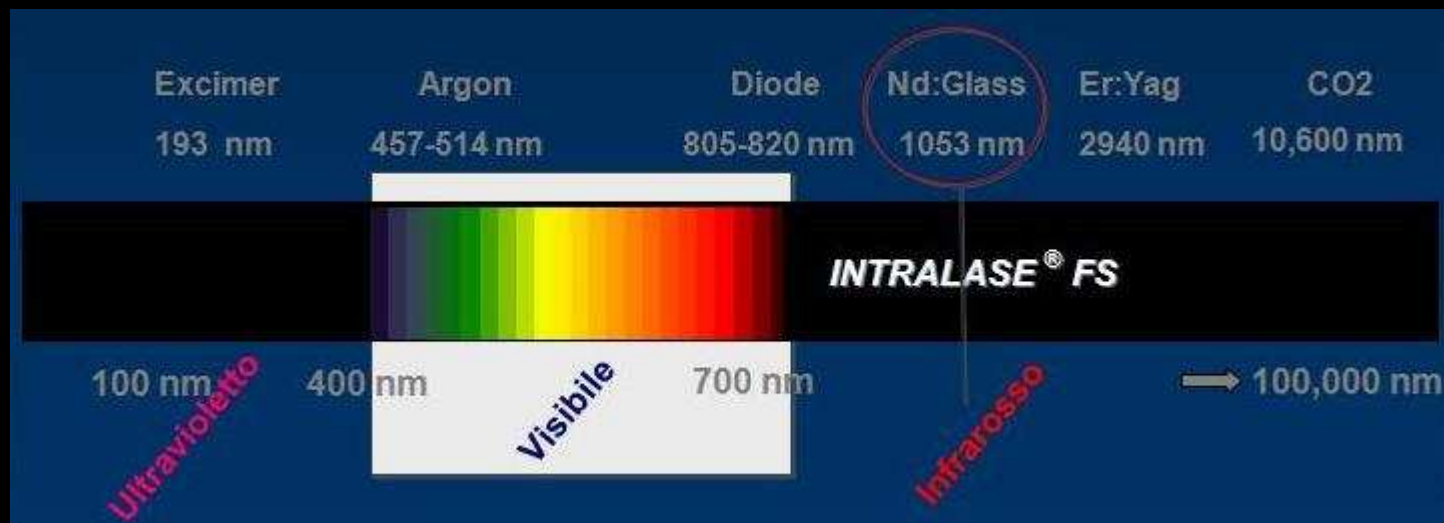 Excimer Argon Diode Nd:Glass Er:Yag CO2
193 nm 457-514 nm 805-820 nm 1053 nm 2940 nm 10,600 nm
INTRALASE® FS
100 nm 400 nm 700 nm 100,000 nm
Ultravioletto Visibile Infrarosso